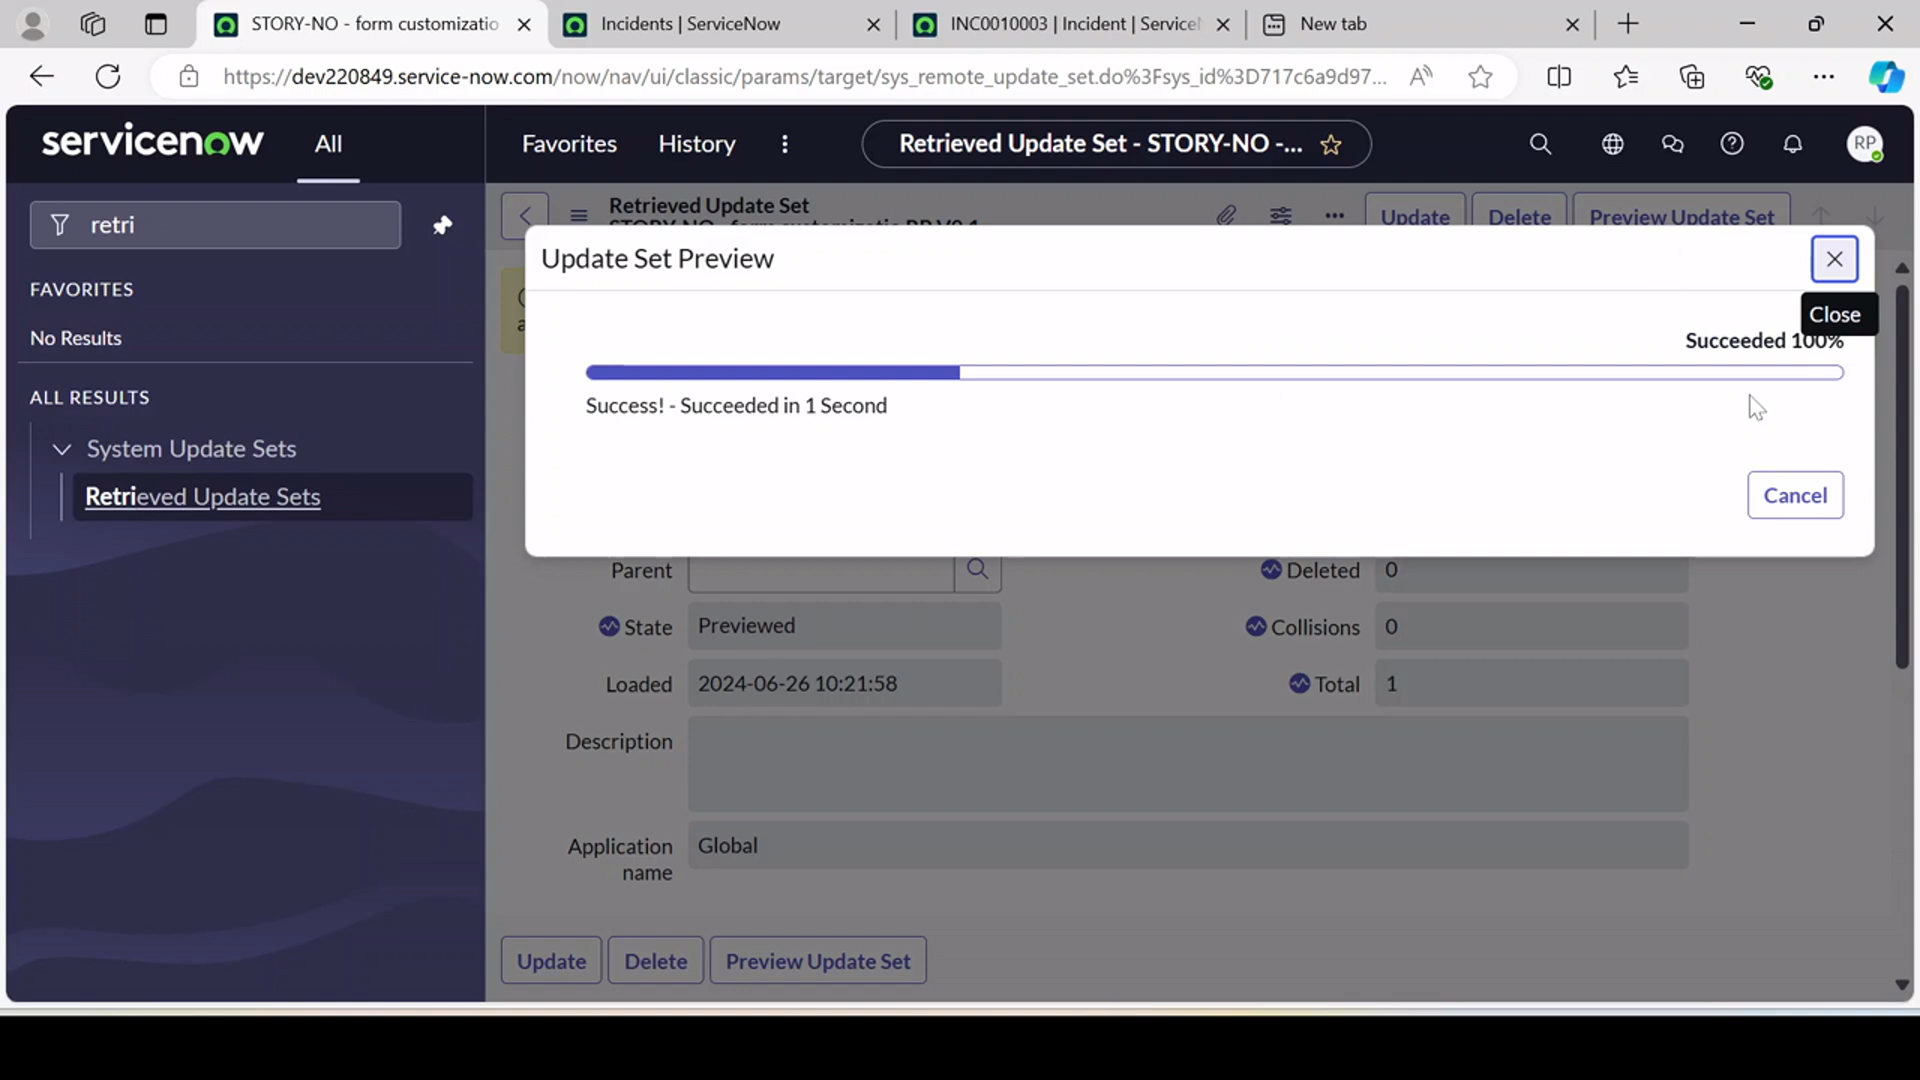 STORY-NO - form customizatio
Incidents | ServiceNow
INC0010003 | Incident | Service
New tab
https://dev220849.service-now.com/now/nav/ui/classic/params/target/sys_remote_update_set.do%3Fsys_id%3D717c6a9d97...
servicenow
All
Favorites
History
Retrieved Update Set - STORY-NO -...
RP
retri
FAVORITES
No Results
ALL RESULTS
System Update Sets
Retrieved Update Sets
Retrieved Update Set
Update
Delete
Preview Update Set
Update Set Preview
Close
Succeeded 100%
Success! - Succeeded in 1 Second
Cancel
Parent
Deleted 0
State Previewed
Collisions 0
Loaded 2024-06-26 10:21:58
Total 1
Description
Application name Global
Update
Delete
Preview Update Set